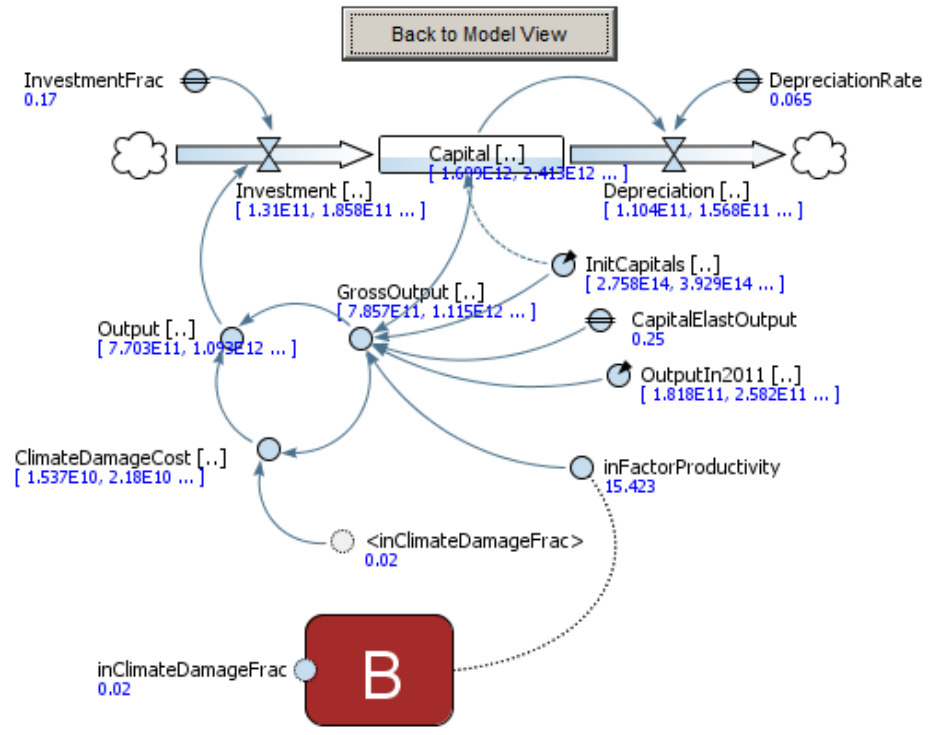 Back to Model View
InvestmentFrac
0.17
DepreciationRate
0.065
Capital [..]
[ 1.699E12, 2.413E12 ... ]
Investment [..]
[ 1.31E11, 1.858E11 ... ]
Depreciation [..]
[ 1.104E11, 1.568E11 ... ]
InitCapitals [..]
[ 2.758E14, 3.929E14 ... ]
GrossOutput [..]
[ 7.857E11, 1.115E12 ... ]
CapitalElastOutput
0.25
Output [..]
[ 7.703E11, 1.093E12 ... ]
OutputIn2011 [..]
[ 1.818E11, 2.582E11 ... ]
ClimateDamageCost [..]
[ 1.537E10, 2.18E10 ... ]
inFactorProductivity
15.423
<inClimateDamageFrac>
0.02
inClimateDamageFrac
0.02
B